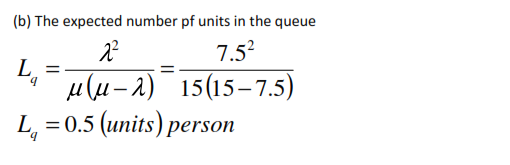 (b) The expected number pf units in the queue
L_q = λ² / μ(μ − λ) = 7.5² / 15(15 − 7.5)
L_q = 0.5 (units) person